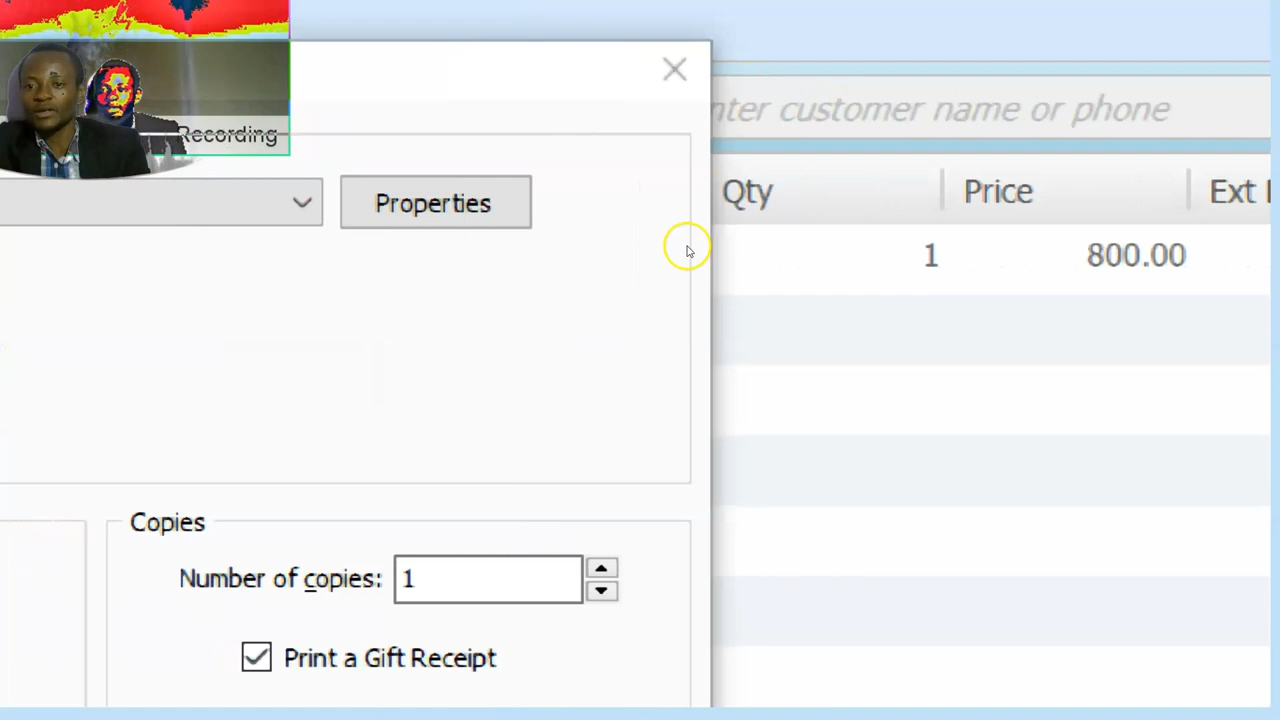 Recording
enter customer name or phone
Properties
Qty Price Ext
1 800.00
Copies
Number of copies: 1
Print a Gift Receipt